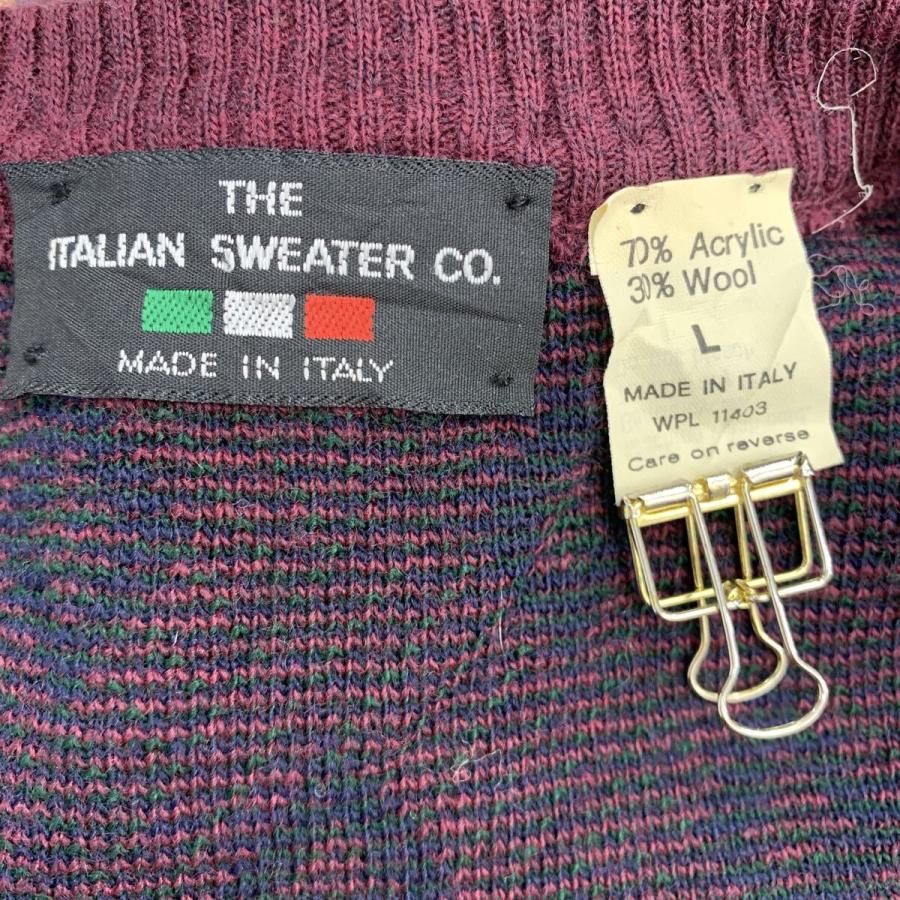 THE
ITALIAN SWEATER CO.
MADE IN ITALY
70% Acrylic
30% Wool
L
MADE IN ITALY
WPL 11403
Care on reverse